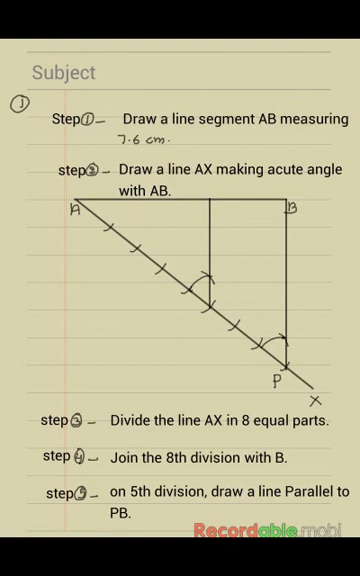 Subject
①
Step① – Draw a line segment AB measuring
7.6 cm.
step② – Draw a line AX making acute angle
with AB.
A B
P
X
step③ – Divide the line AX in 8 equal parts.
step④ – Join the 8th division with B.
step⑤ – on 5th division, draw a line Parallel to
PB.
Recordable.mobi